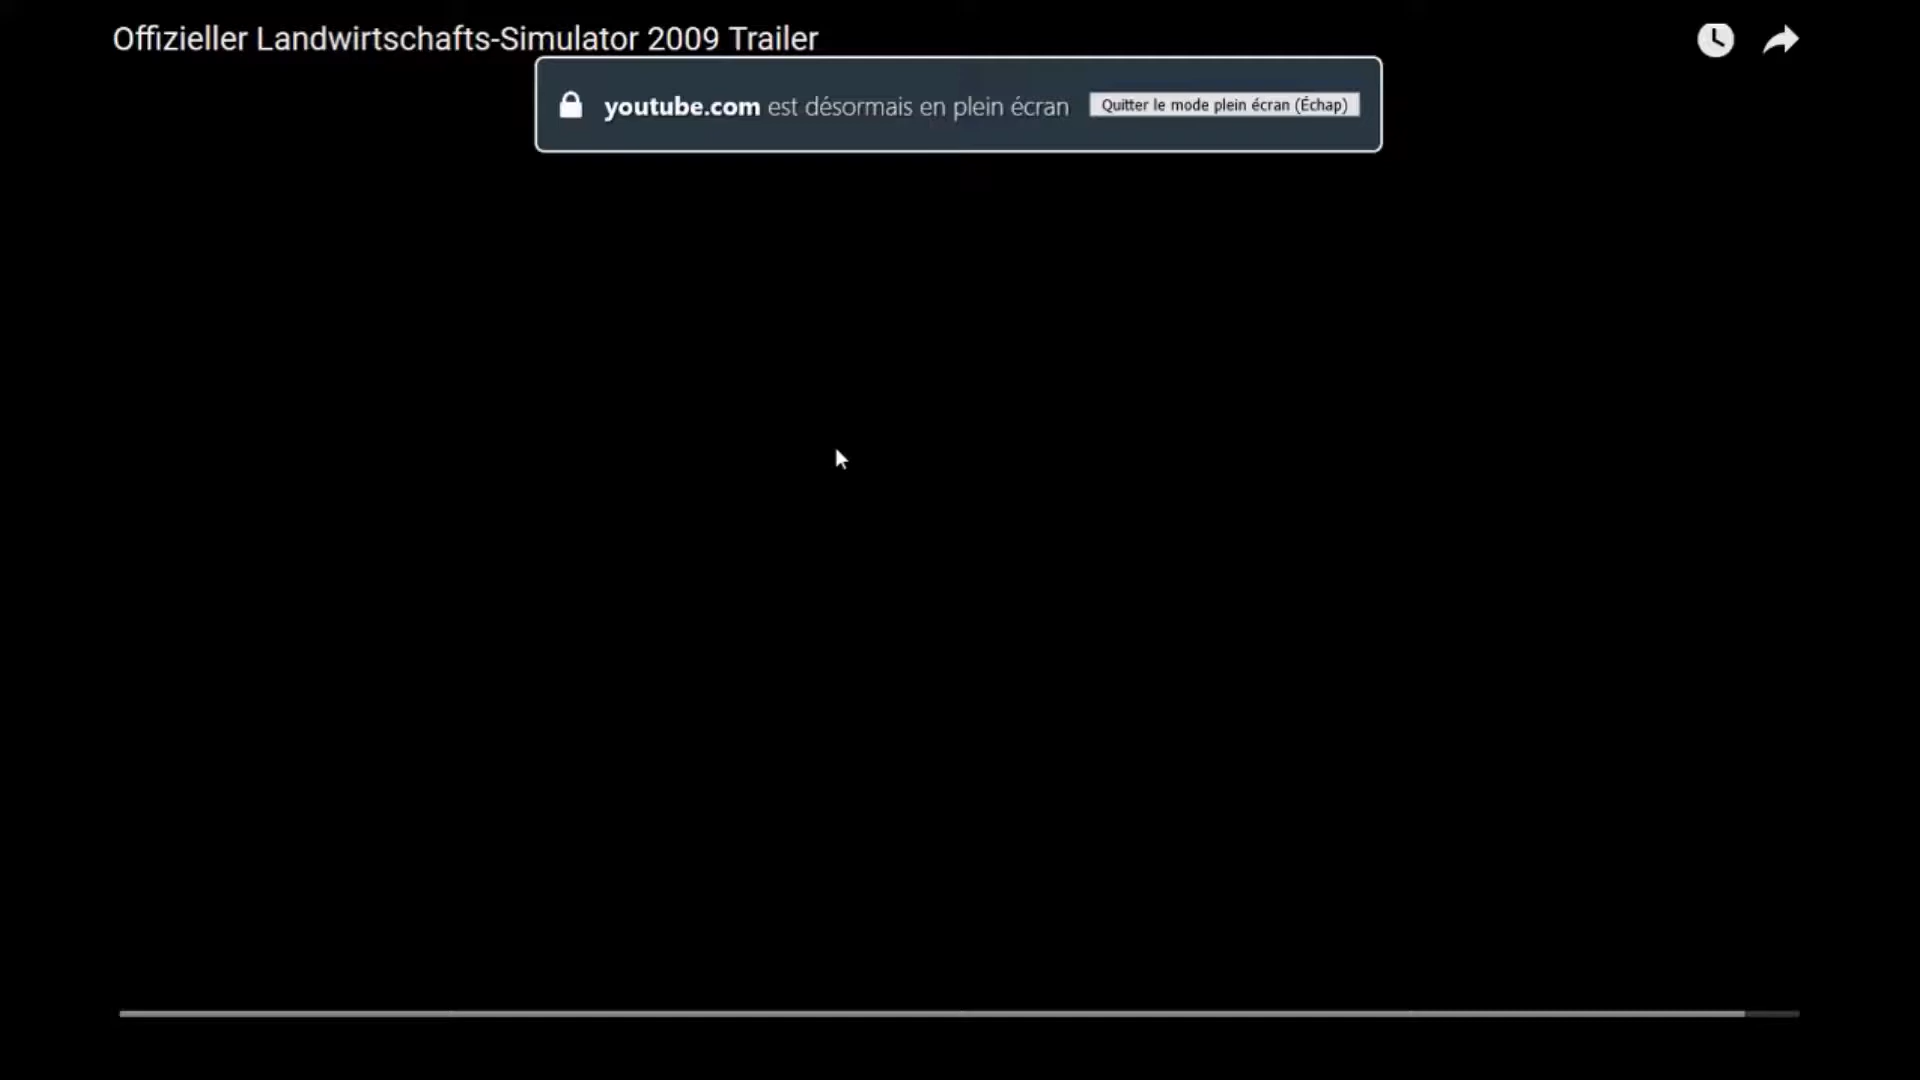 Offizieller Landwirtschafts-Simulator 2009 Trailer
youtube.com est désormais en plein écran Quitter le mode plein écran (Échap)